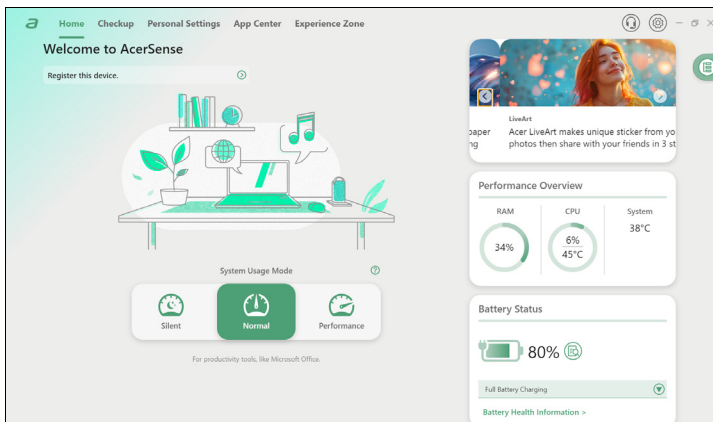 a Home Checkup Personal Settings App Center Experience Zone
Welcome to AcerSense
Register this device.
System Usage Mode
Silent Normal Performance
For productivity tools, like Microsoft Office.
LiveArt
paper Acer LiveArt makes unique sticker from yo
ng photos then share with your friends in 3 st
Performance Overview
RAM CPU System
34% 6% 38°C
45°C
Battery Status
80%
Full Battery Charging
Battery Health Information >